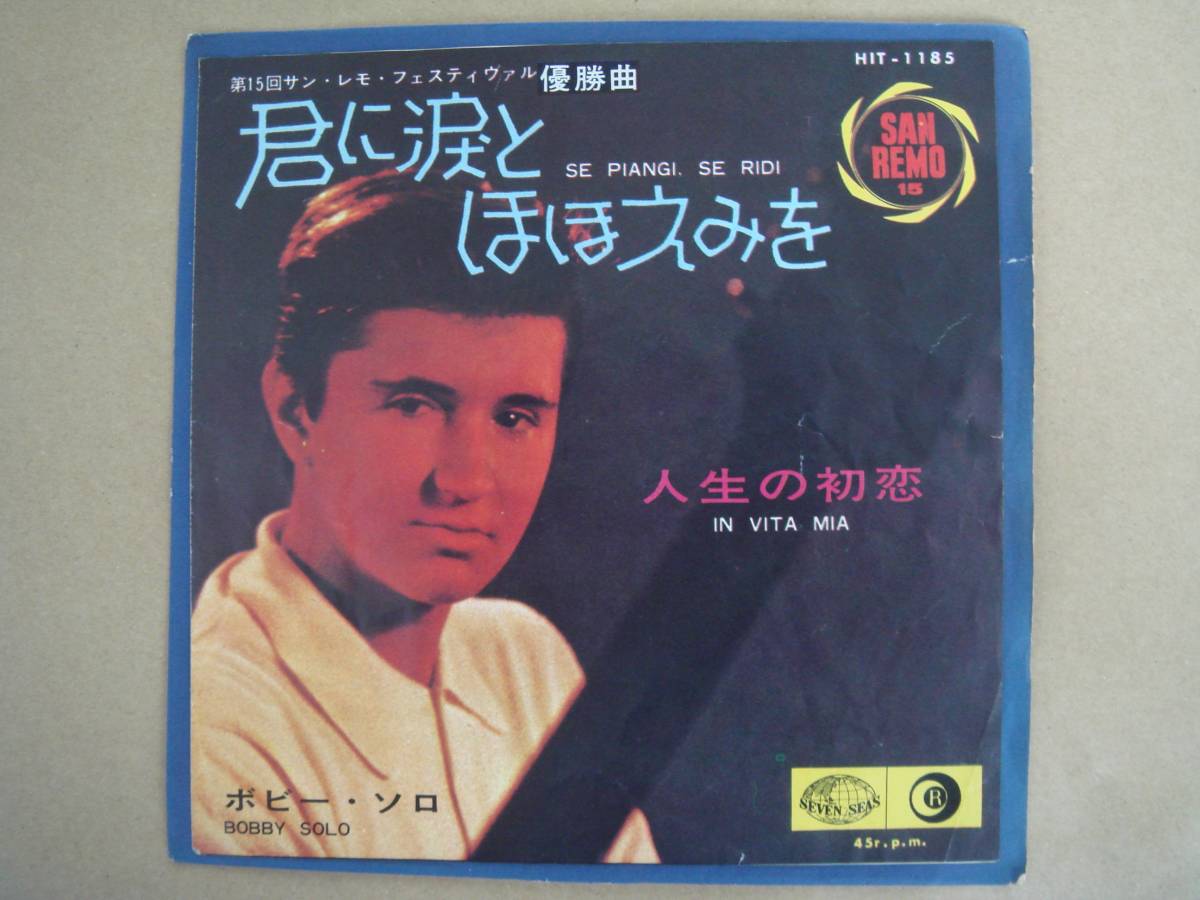 HIT-1185
第15回サン・レモ・フェスティヴァル優勝曲
君に涙と
SE PIANGI, SE RIDI
ほほえみを
SAN
REMO
15
人生の初恋
IN VITA MIA
ボビー・ソロ
BOBBY SOLO
SEVEN SEAS
R
45r.p.m.